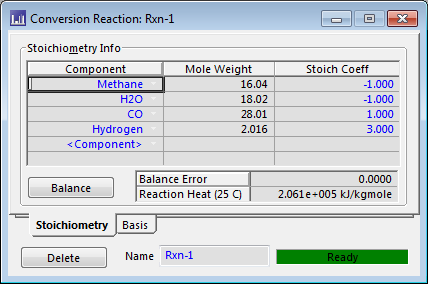 Conversion Reaction: Rxn-1
Stoichiometry Info
Component Mole Weight Stoich Coeff
Methane 16.04 -1.000
H2O 18.02 -1.000
CO 28.01 1.000
Hydrogen 2.016 3.000
<Component>
Balance
Balance Error 0.0000
Reaction Heat (25 C) 2.061e+005 kJ/kgmole
Stoichiometry Basis
Delete Name Rxn-1 Ready